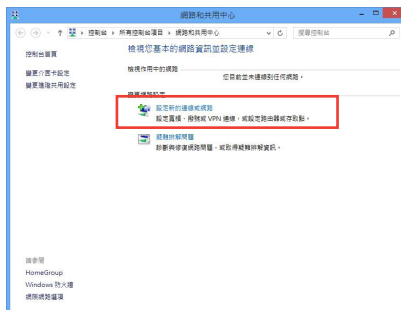 網路和共用中心
控制台 ▸ 所有控制台項目 ▸ 網路和共用中心
搜尋控制台
控制台首頁
變更介面卡設定
變更進階共用設定
檢視您基本的網路資訊並設定連線
檢視作用中的網路
您目前並未連線到任何網路。
變更網路設定
設定新的連線或網路
設定寬頻、撥號或 VPN 連線，或設定路由器或存取點。
疑難排解問題
診斷與修復網路問題，或取得疑難排解資訊。
請參閱
HomeGroup
Windows 防火牆
網際網路選項